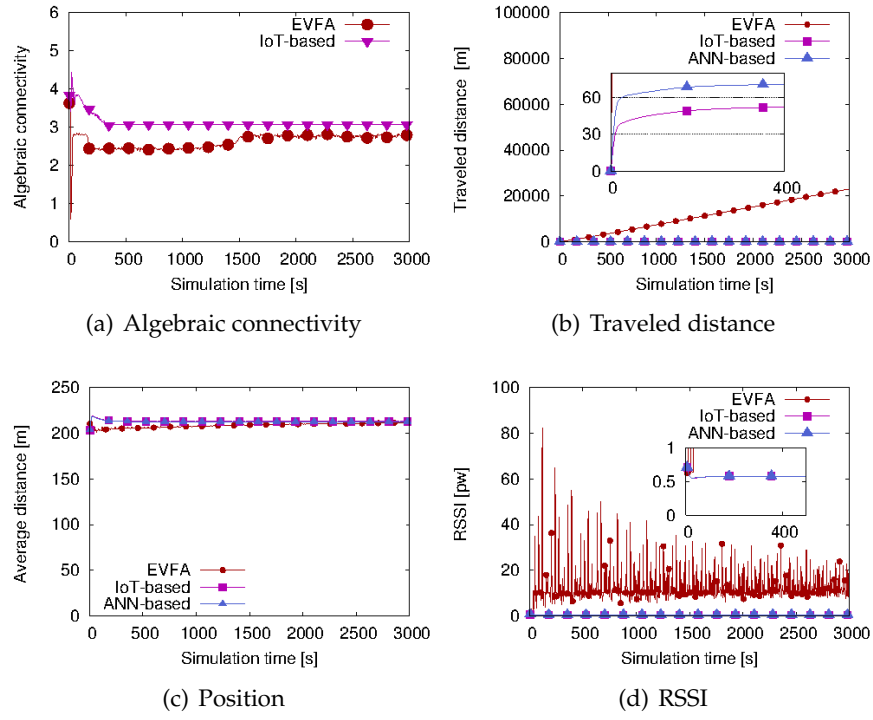 EVFA
IoT-based
Algebraic connectivity
6
5
4
3
2
1
0
0 500 1000 1500 2000 2500 3000
Simulation time [s]
(a) Algebraic connectivity
EVFA
IoT-based
ANN-based
Traveled distance [m]
100000
80000
60000
40000
20000
0
60
30
0
0 400
0 500 1000 1500 2000 2500 3000
Simulation time [s]
(b) Traveled distance
Average distance [m]
250
200
150
100
50
0
EVFA
IoT-based
ANN-based
0 500 1000 1500 2000 2500 3000
Simulation time [s]
(c) Position
EVFA
IoT-based
ANN-based
RSSI [pw]
100
80
60
40
20
0
1
0.5
0
0 400
0 500 1000 1500 2000 2500 3000
Simulation time [s]
(d) RSSI